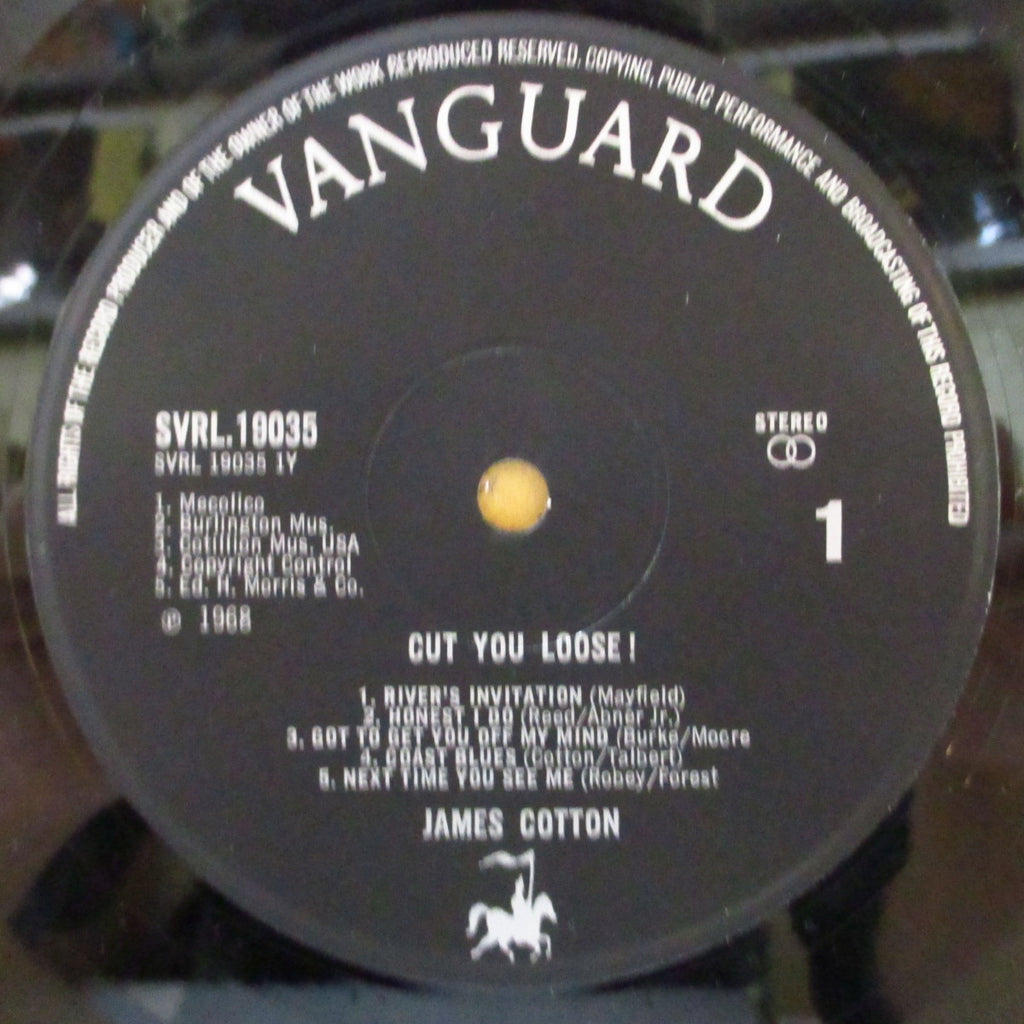 ALL RIGHTS OF THE RECORD PRODUCER AND OF THE OWNER OF THE WORK REPRODUCED RESERVED. COPYING, PUBLIC PERFORMANCE AND BROADCASTING OF THIS RECORD PROHIBITED
VANGUARD
SVRL.19035
SVRL 19035 1Y
STEREO
1
1. Mecolico
2. Burlington Mus.
3. Cotillion Mus. USA
4. Copyright Control
5. Ed. H. Morris & Co.
℗ 1968
CUT YOU LOOSE!
1. RIVER'S INVITATION (Mayfield)
2. HONEST I DO (Reed/Abner Jr.)
3. GOT TO GET YOU OFF MY MIND (Burke/Moore
4. COAST BLUES (Cotton/Talbert)
5. NEXT TIME YOU SEE ME (Robey/Forest
JAMES COTTON